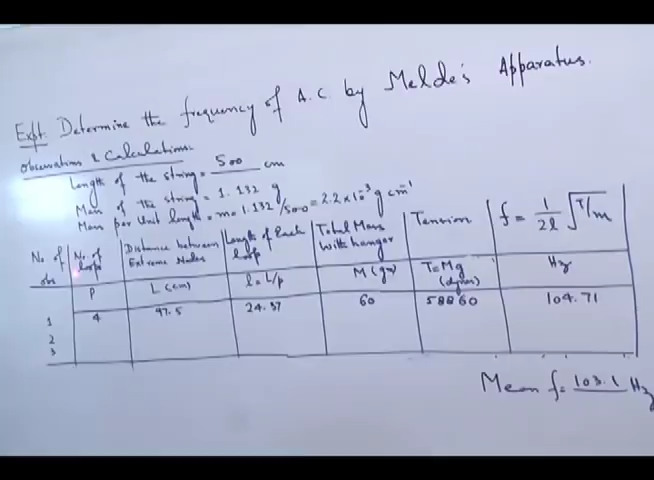 Expt: Determine the frequency of A.C. by Melde's Apparatus.
Observation & Calculations
Length of the string = 500 cm
Mass of the string = 1.132 g
Mass per Unit length = m = 1.132/500 = 2.2 x 10⁻³ g cm⁻¹
No. of obs | No. of loop | Distance between Extreme Nodes | Length of Each loop | Total Mass with hanger | Tension | f = 1/2l √T/m
P | L (cm) | l = L/p | M (gm) | T = Mg (dynes) | Hz
1 | 4 | 97.5 | 24.37 | 60 | 58860 | 104.71
2
3
Mean f = 103.1 Hz